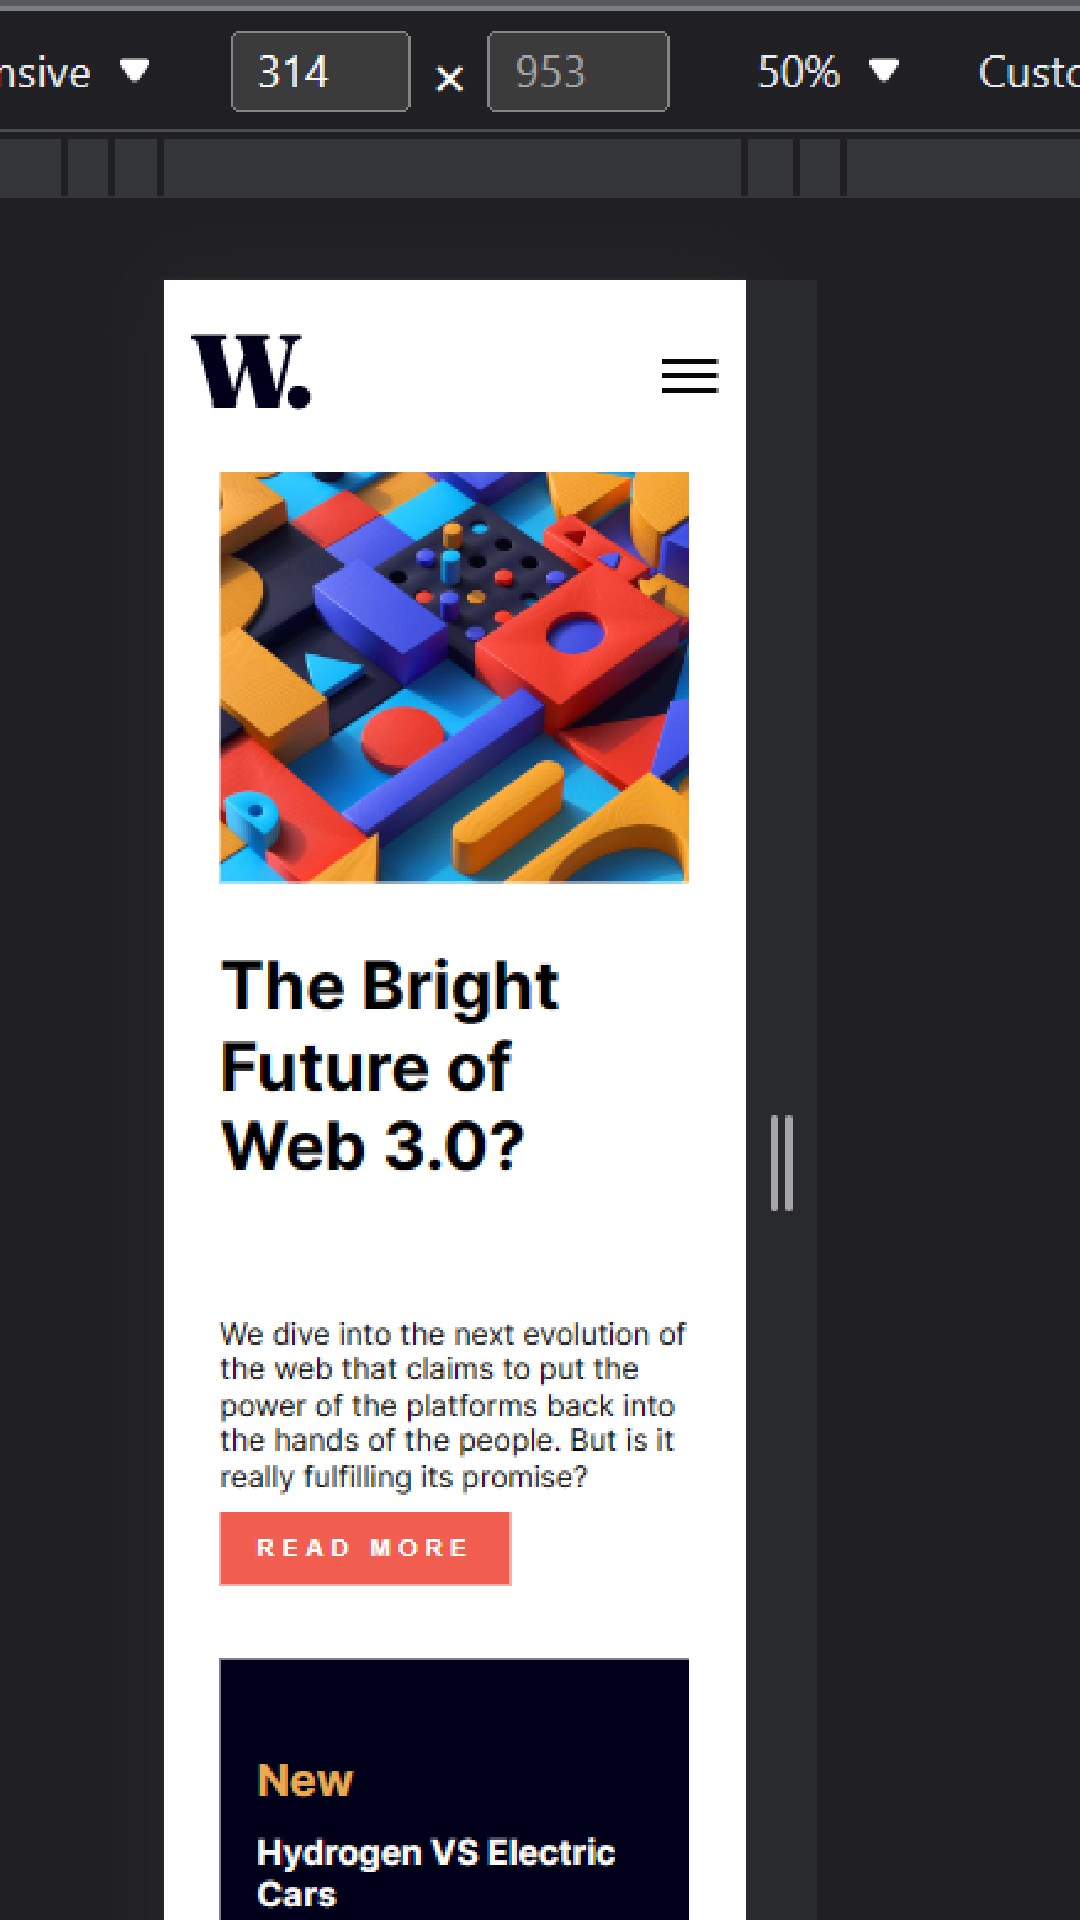 nsive 314 × 953 50% Custo
W.
The Bright
Future of
Web 3.0?
We dive into the next evolution of
the web that claims to put the
power of the platforms back into
the hands of the people. But is it
really fulfilling its promise?
READ MORE
New
Hydrogen VS Electric
Cars